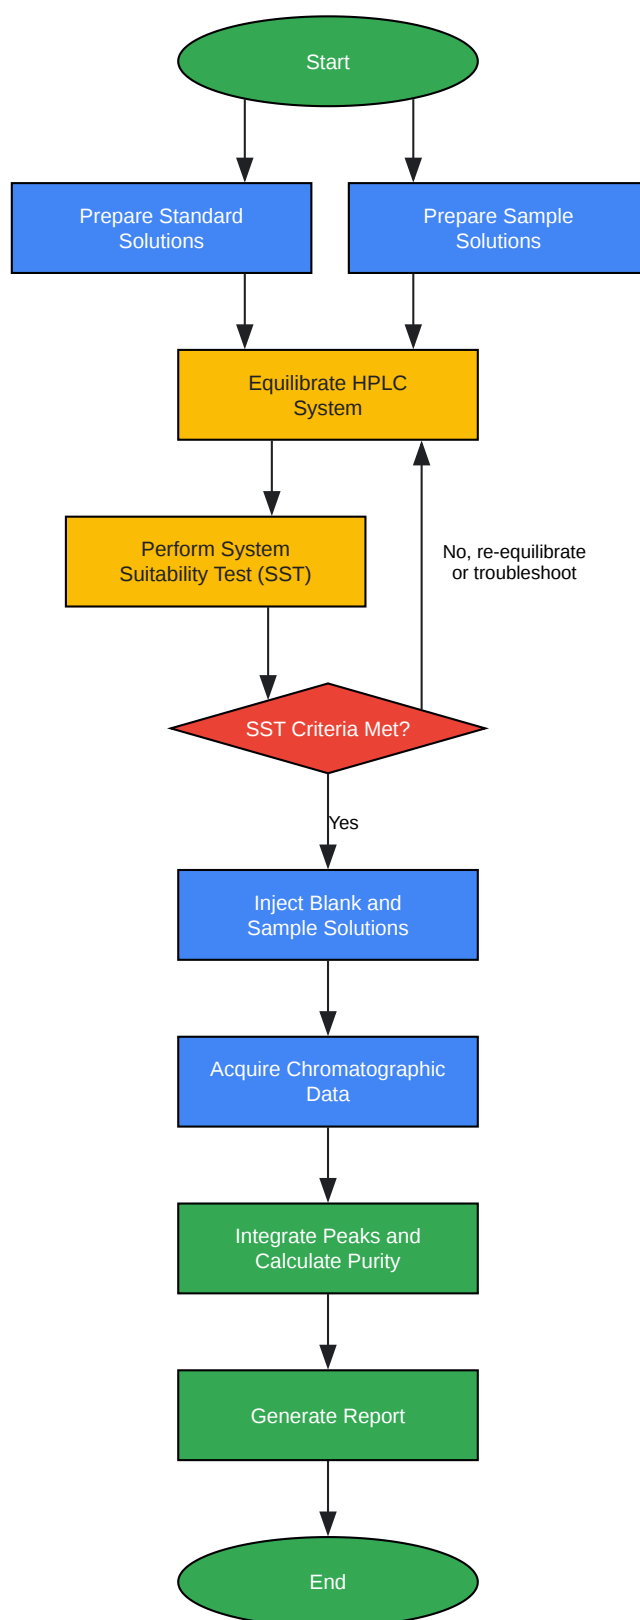 Start
Prepare Standard
Solutions
Prepare Sample
Solutions
Equilibrate HPLC
System
Perform System
Suitability Test (SST)
No, re-equilibrate
or troubleshoot
SST Criteria Met?
Yes
Inject Blank and
Sample Solutions
Acquire Chromatographic
Data
Integrate Peaks and
Calculate Purity
Generate Report
End